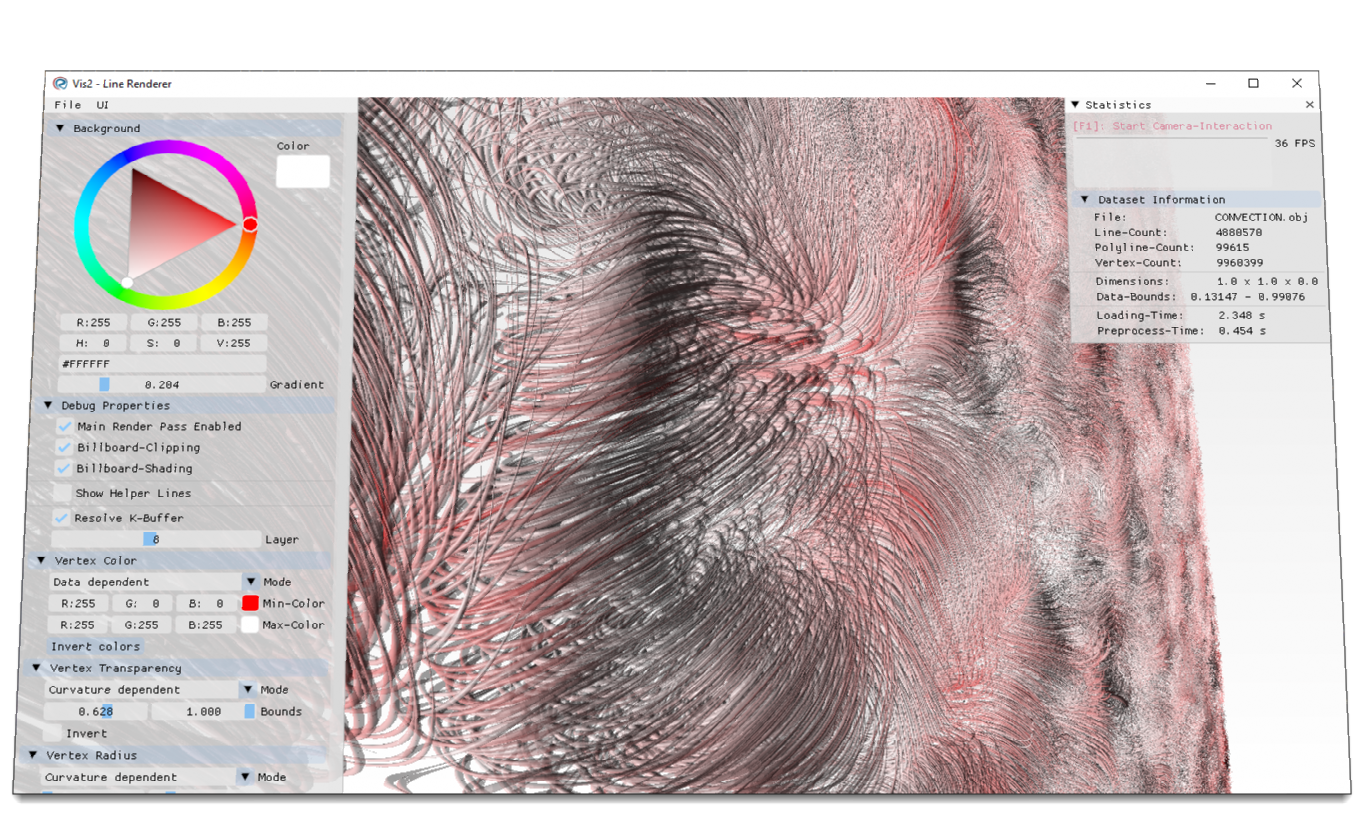 Vis2 - Line Renderer
File UI
Background
Color
R:255 G:255 B:255
H: 0 S: 0 V:255
#FFFFFF
0.204 Gradient
Debug Properties
Main Render Pass Enabled
Billboard-Clipping
Billboard-Shading
Show Helper Lines
Resolve K-Buffer
8 Layer
Vertex Color
Data dependent Mode
R:255 G: 0 B: 0 Min-Color
R:255 G:255 B:255 Max-Color
Invert colors
Vertex Transparency
Curvature dependent Mode
0.628 1.000 Bounds
Invert
Vertex Radius
Curvature dependent Mode
Statistics
[F1]: Start Camera-Interaction
36 FPS
Dataset Information
File: CONVECTION.obj
Line-Count: 4880570
Polyline-Count: 99615
Vertex-Count: 9960399
Dimensions: 1.0 x 1.0 x 0.0
Data-Bounds: 0.13147 - 0.99076
Loading-Time: 2.348 s
Preprocess-Time: 0.454 s